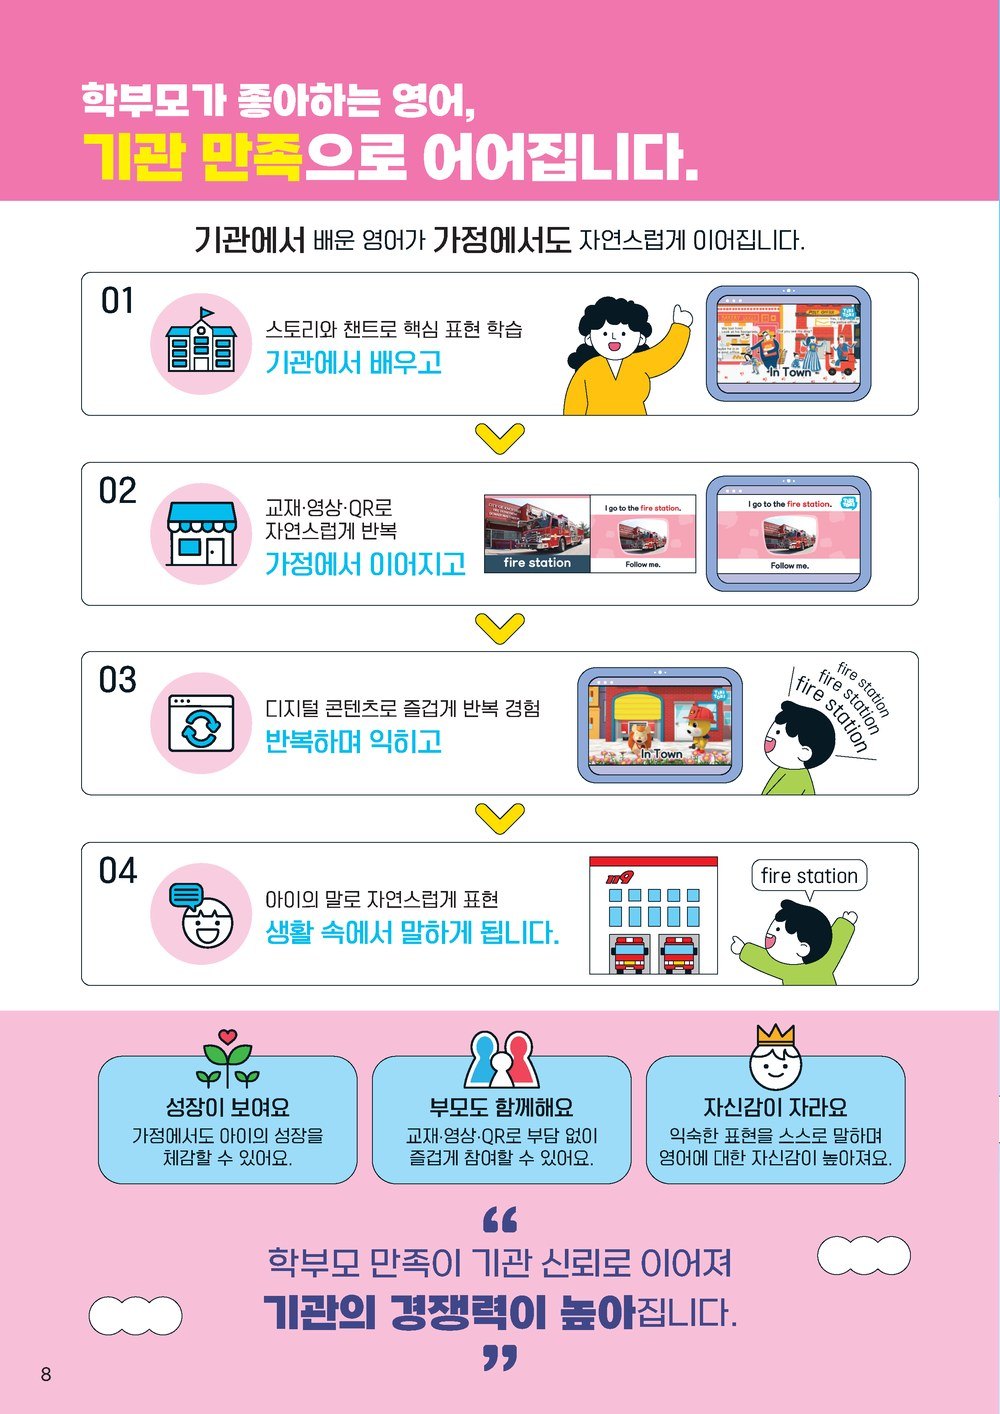 학부모가 좋아하는 영어,
기관 만족으로 어어집니다.
기관에서 배운 영어가 가정에서도 자연스럽게 이어집니다.
01
스토리와 챈트로 핵심 표현 학습
기관에서 배우고
POST OFFICE
In Town
02
교재·영상·QR로
자연스럽게 반복
가정에서 이어지고
fire station
I go to the fire station.
Follow me.
I go to the fire station.
Follow me.
03
디지털 콘텐츠로 즐겁게 반복 경험
반복하며 익히고
In Town
fire station
fire station
fire station
04
아이의 말로 자연스럽게 표현
생활 속에서 말하게 됩니다.
119
fire station
성장이 보여요
가정에서도 아이의 성장을
체감할 수 있어요.
부모도 함께해요
교재·영상·QR로 부담 없이
즐겁게 참여할 수 있어요.
자신감이 자라요
익숙한 표현을 스스로 말하며
영어에 대한 자신감이 높아져요.
“
학부모 만족이 기관 신뢰로 이어져
기관의 경쟁력이 높아집니다.
”
8